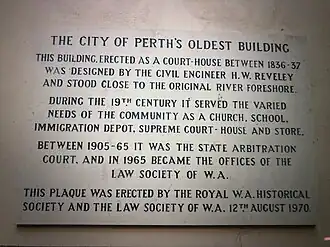 THE CITY OF PERTH'S OLDEST BUILDING
THIS BUILDING, ERECTED AS A COURT-HOUSE BETWEEN 1836-37
WAS DESIGNED BY THE CIVIL ENGINEER H.W. REVELEY
AND STOOD CLOSE TO THE ORIGINAL RIVER FORESHORE.
DURING THE 19TH CENTURY IT SERVED THE VARIED
NEEDS OF THE COMMUNITY AS A CHURCH, SCHOOL,
IMMIGRATION DEPOT, SUPREME COURT-HOUSE AND STORE.
BETWEEN 1905-65 IT WAS THE STATE ARBITRATION
COURT, AND IN 1965 BECAME THE OFFICES OF THE
LAW SOCIETY OF W.A.
THIS PLAQUE WAS ERECTED BY THE ROYAL W.A. HISTORICAL
SOCIETY AND THE LAW SOCIETY OF W.A. 12TH AUGUST 1970.